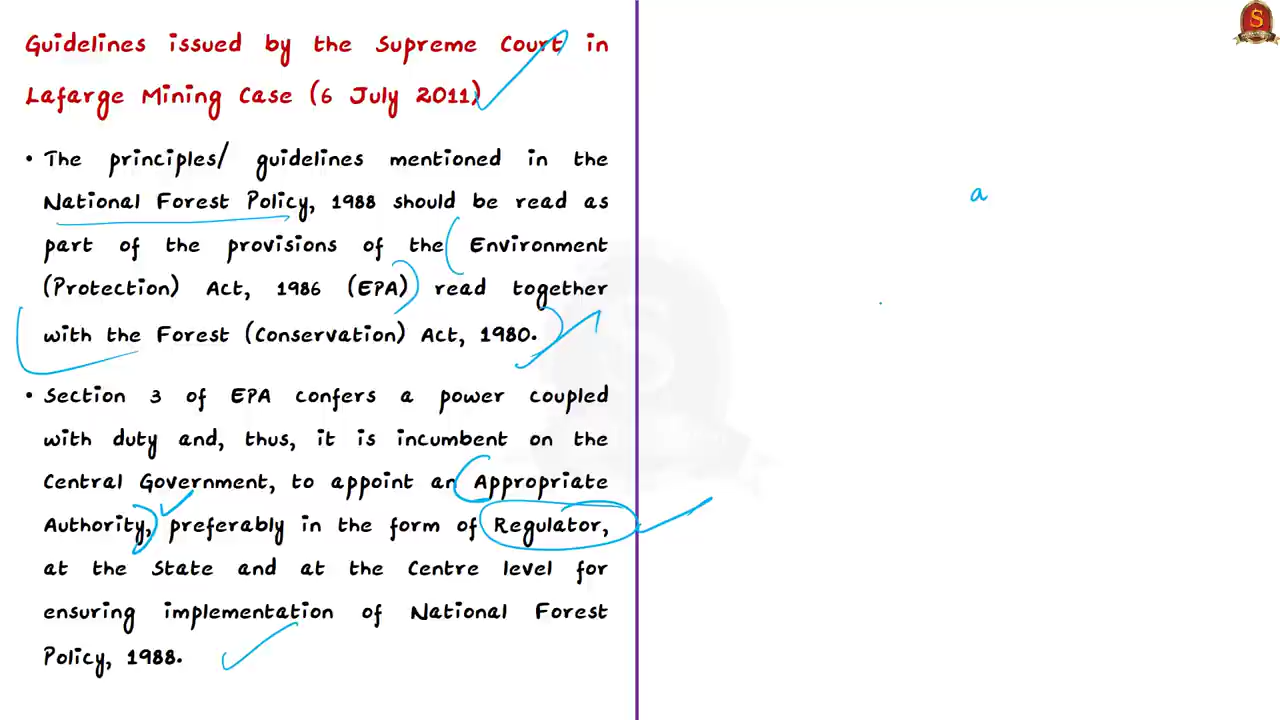 Guidelines issued by the Supreme Court in
Lafarge Mining Case (6 July 2011)
• The principles/ guidelines mentioned in the
National Forest Policy, 1988 should be read as
part of the provisions of the Environment
(Protection) Act, 1986 (EPA) read together
with the Forest (Conservation) Act, 1980.
• Section 3 of EPA confers a power coupled
with duty and, thus, it is incumbent on the
Central Government, to appoint an Appropriate
Authority, preferably in the form of Regulator,
at the State and at the Centre level for
ensuring implementation of National Forest
Policy, 1988.
a
S